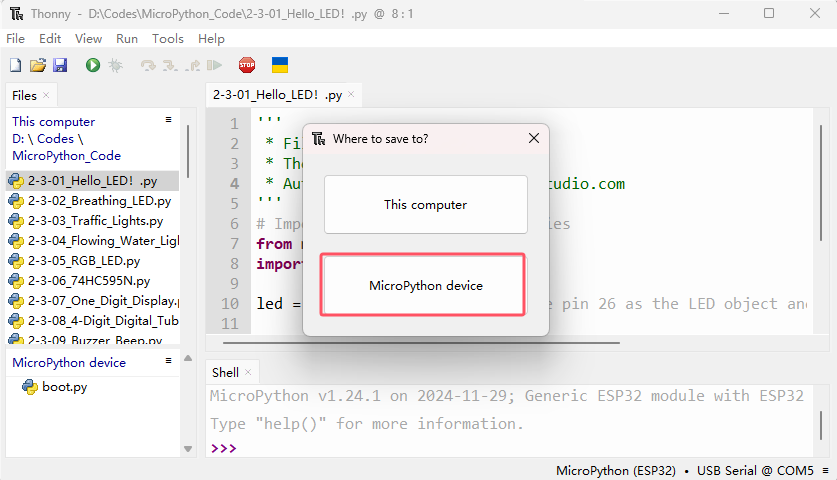 Thonny - D:\Codes\MicroPython_Code\2-3-01_Hello_LED！.py @ 8 : 1
File Edit View Run Tools Help
STOP
Files
This computer
D: \ Codes \
MicroPython_Code
2-3-01_Hello_LED！.py
2-3-02_Breathing_LED.py
2-3-03_Traffic_Lights.py
2-3-04_Flowing_Water_Lig
2-3-05_RGB_LED.py
2-3-06_74HC595N.py
2-3-07_One_Digit_Display.
2-3-08_4-Digit_Digital_Tub
2-3-09_Buzzer_Beep.py
MicroPython device
boot.py
2-3-01_Hello_LED！.py
1 '''
2 * Fi
3 * Th
4 * Au tudio.com
5 '''
6 # Impo ies
7 from
8 impor
9
10 led = e pin 26 as the LED object an
11
Where to save to?
This computer
MicroPython device
Shell
MicroPython v1.24.1 on 2024-11-29; Generic ESP32 module with ESP32
Type "help()" for more information.
>>>
MicroPython (ESP32) • USB Serial @ COM5 ≡